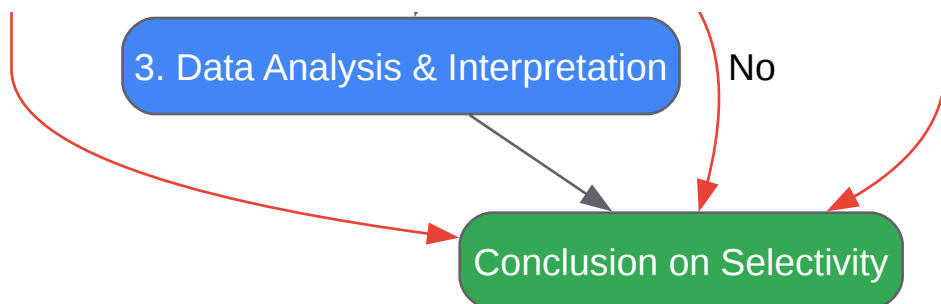 3. Data Analysis & Interpretation
No
Conclusion on Selectivity